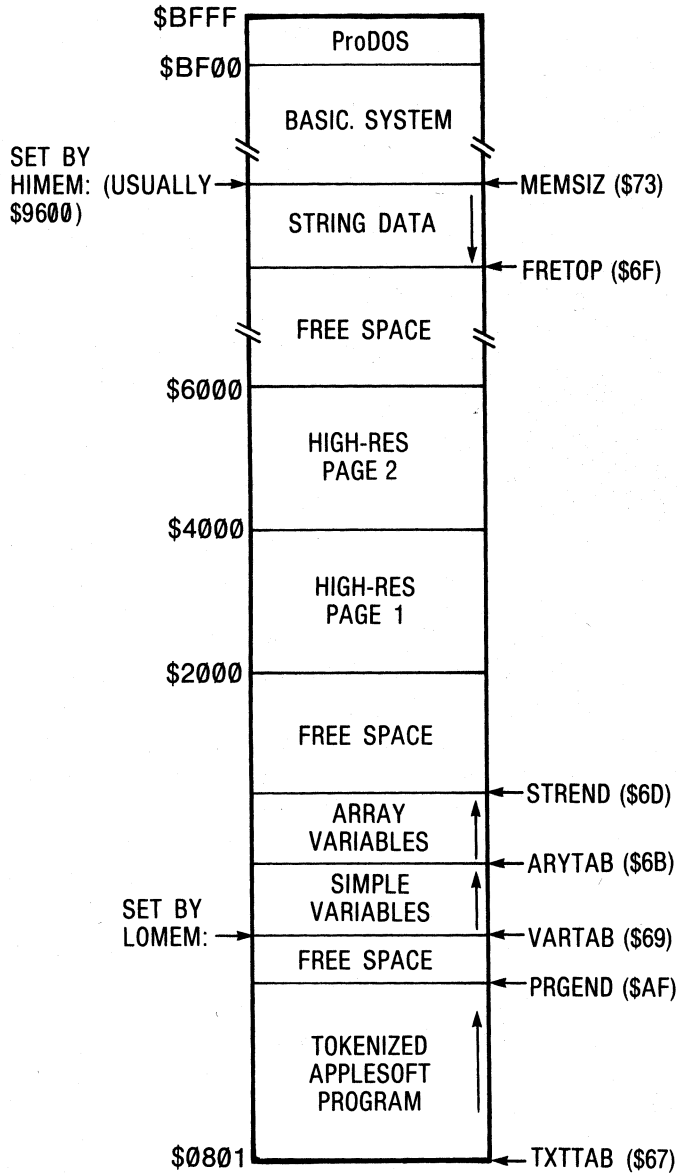 $BFFF
ProDOS
$BF00
BASIC. SYSTEM
SET BY
HIMEM: (USUALLY
$9600)
MEMSIZ ($73)
STRING DATA
FRETOP ($6F)
FREE SPACE
$6000
HIGH-RES
PAGE 2
$4000
HIGH-RES
PAGE 1
$2000
FREE SPACE
STREND ($6D)
ARRAY
VARIABLES
ARYTAB ($6B)
SIMPLE
VARIABLES
SET BY
LOMEM:
VARTAB ($69)
FREE SPACE
PRGEND ($AF)
TOKENIZED
APPLESOFT
PROGRAM
$0801
TXTTAB ($67)